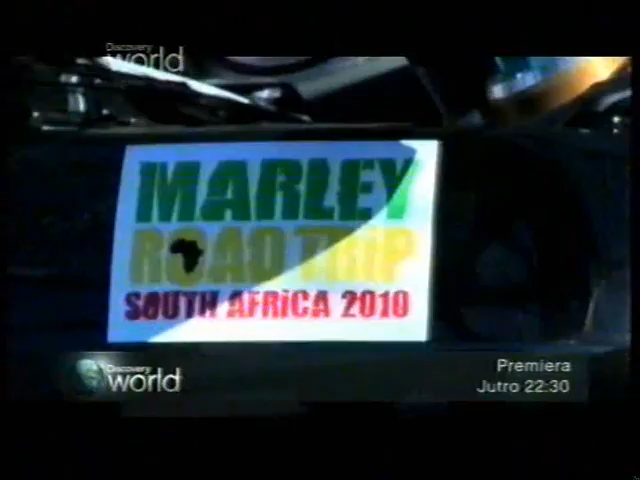 Discovery
world
MARLEY
ROAD TRIP
SOUTH AFRICA 2010
Discovery
world
Premiera
Jutro 22:30